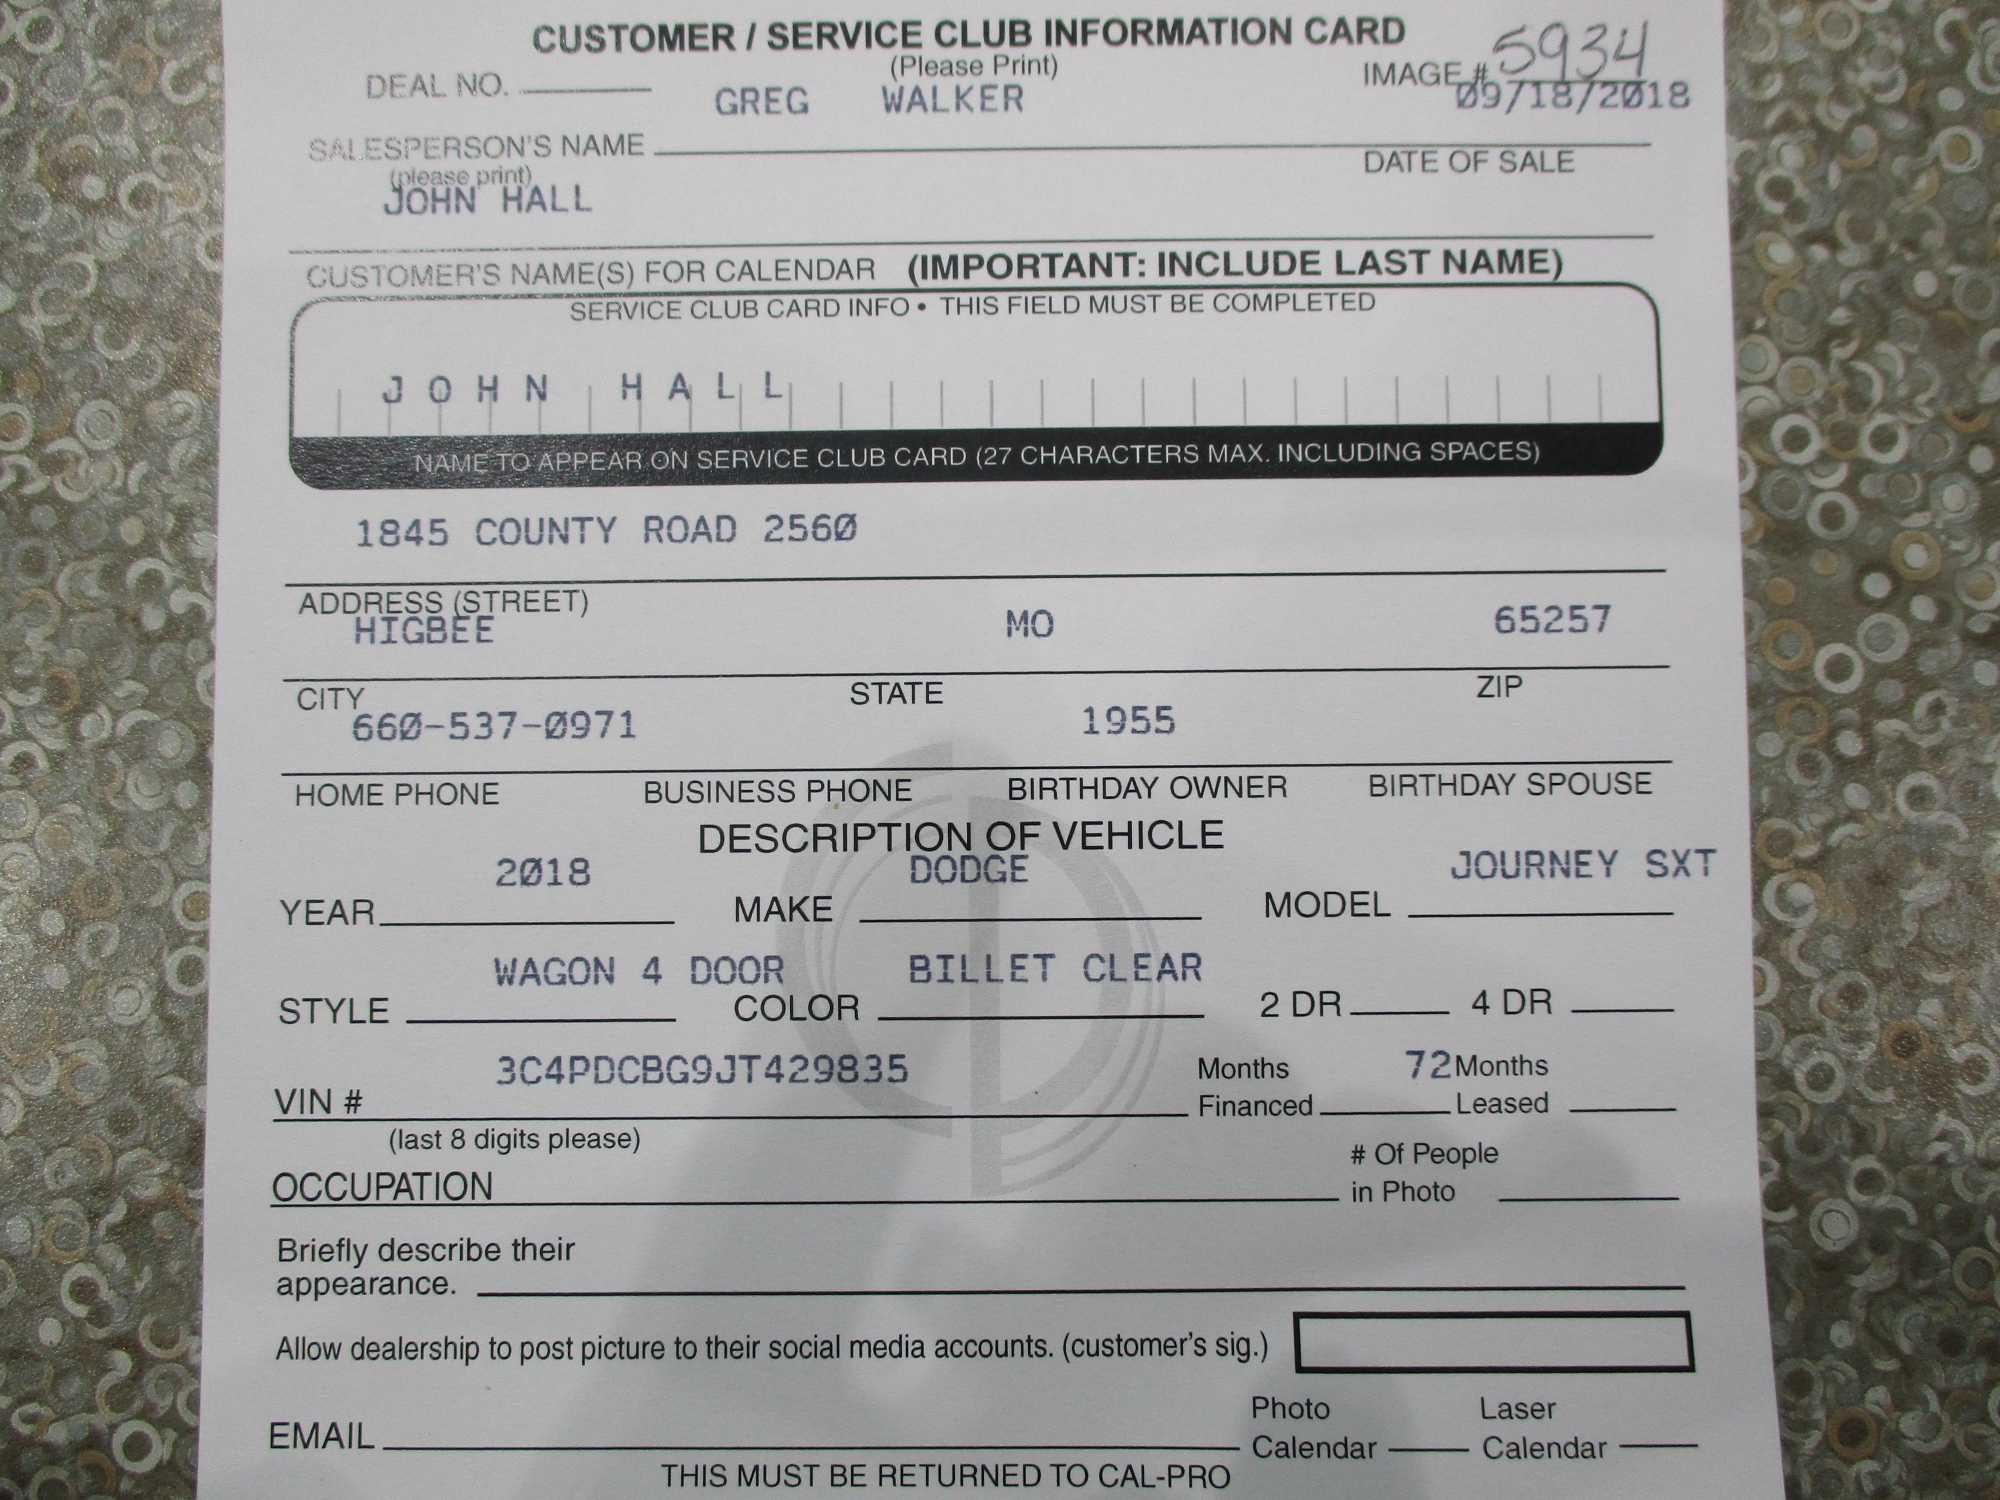 CUSTOMER / SERVICE CLUB INFORMATION CARD
(Please Print)
DEAL NO. IMAGE # 5934
GREG WALKER 09/18/2018
SALESPERSON'S NAME DATE OF SALE
(please print)
JOHN HALL
CUSTOMER'S NAME(S) FOR CALENDAR (IMPORTANT: INCLUDE LAST NAME)
SERVICE CLUB CARD INFO • THIS FIELD MUST BE COMPLETED
JOHN HALL
NAME TO APPEAR ON SERVICE CLUB CARD (27 CHARACTERS MAX. INCLUDING SPACES)
1845 COUNTY ROAD 2560
ADDRESS (STREET)
HIGBEE MO 65257
CITY STATE ZIP
660-537-0971 1955
HOME PHONE BUSINESS PHONE BIRTHDAY OWNER BIRTHDAY SPOUSE
DESCRIPTION OF VEHICLE
2018 DODGE JOURNEY SXT
YEAR MAKE MODEL
WAGON 4 DOOR BILLET CLEAR
STYLE COLOR 2 DR 4 DR
3C4PDCBG9JT429835 Months 72 Months
VIN # Financed Leased
(last 8 digits please)
# Of People
OCCUPATION in Photo
Briefly describe their
appearance.
Allow dealership to post picture to their social media accounts. (customer's sig.)
Photo Laser
EMAIL Calendar Calendar
THIS MUST BE RETURNED TO CAL-PRO